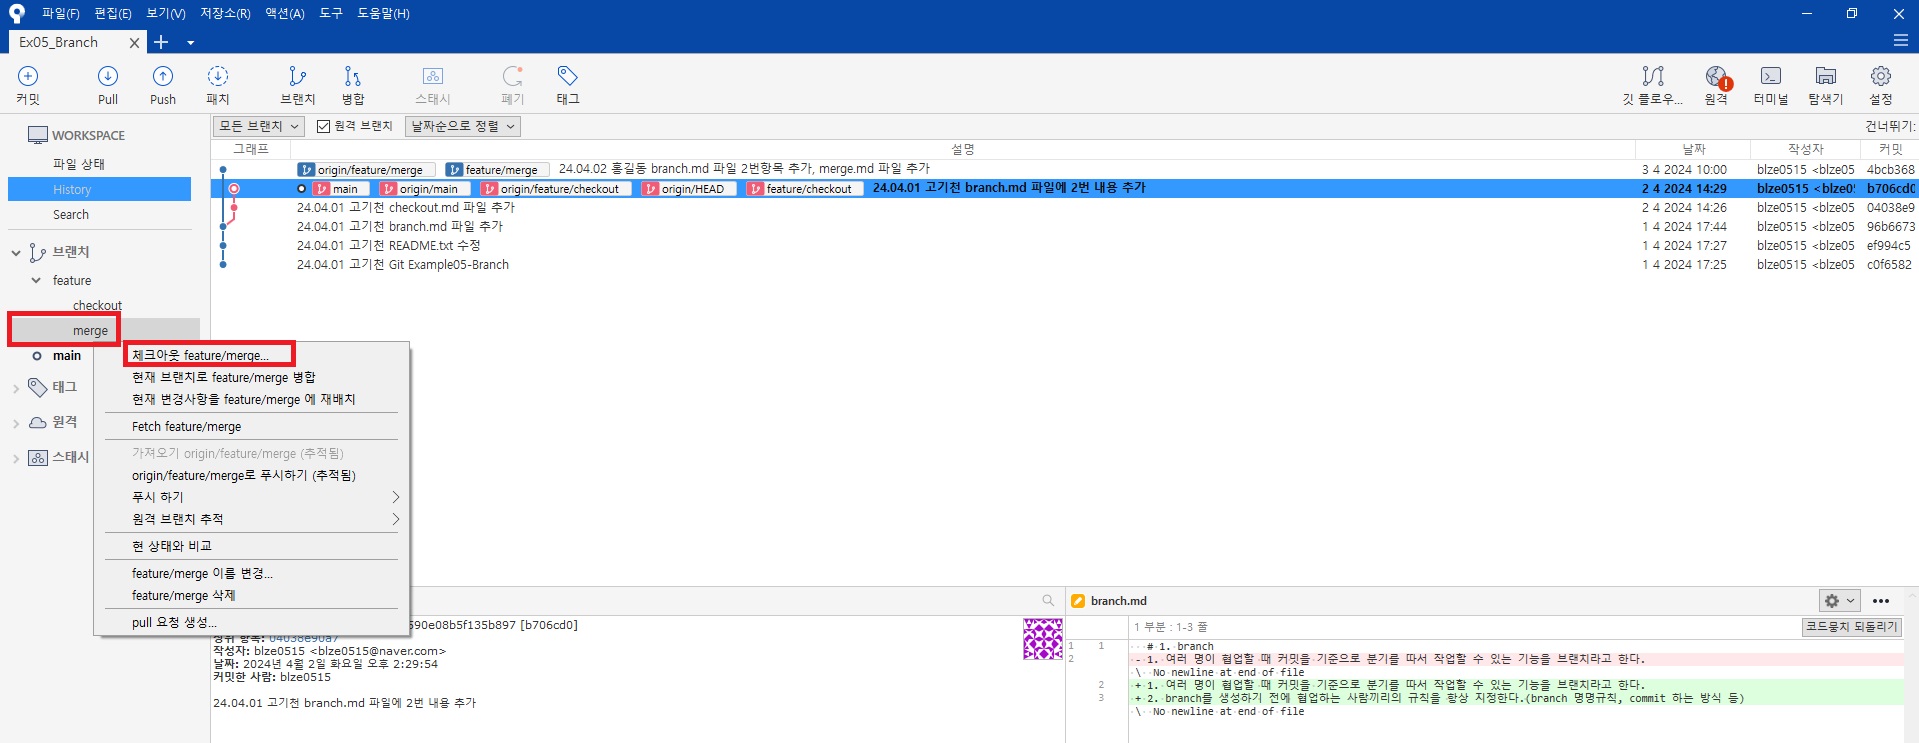 파일(F) 편집(E) 보기(V) 저장소(R) 액션(A) 도구 도움말(H)
Ex05_Branch
커밋 Pull Push 패치 브랜치 병합 스태시 폐기 태그 깃 플로우... 원격 터미널 탐색기 설정
WORKSPACE
파일 상태
History
Search
브랜치
feature
checkout
merge
main
태그
원격
스태시
모든 브랜치 원격 브랜치 날짜순으로 정렬 건너뛰기:
그래프 설명 날짜 작성자 커밋
origin/feature/merge feature/merge 24.04.02 홍길동 branch.md 파일 2번항목 추가, merge.md 파일 추가 3 4 2024 10:00 blze0515 <blze05 4bcb368
main origin/main origin/feature/checkout origin/HEAD feature/checkout 24.04.01 고기천 branch.md 파일에 2번 내용 추가 2 4 2024 14:29 blze0515 <blze05 b706cd0
24.04.01 고기천 checkout.md 파일 추가 2 4 2024 14:26 blze0515 <blze05 04038e9
24.04.01 고기천 branch.md 파일 추가 1 4 2024 17:44 blze0515 <blze05 96b6673
24.04.01 고기천 README.txt 수정 1 4 2024 17:27 blze0515 <blze05 ef994c5
24.04.01 고기천 Git Example05-Branch 1 4 2024 17:25 blze0515 <blze05 c0f6582
체크아웃 feature/merge...
현재 브랜치로 feature/merge 병합
현재 변경사항을 feature/merge 에 재배치
Fetch feature/merge
가져오기 origin/feature/merge (추적됨)
origin/feature/merge로 푸시하기 (추적됨)
푸시 하기
원격 브랜치 추적
현 상태와 비교
feature/merge 이름 변경...
feature/merge 삭제
pull 요청 생성...
590e08b5f135b897 [b706cd0]
상위 항목: 04038e90a7
작성자: blze0515 <blze0515@naver.com>
날짜: 2024년 4월 2일 화요일 오후 2:29:54
커밋한 사람: blze0515
24.04.01 고기천 branch.md 파일에 2번 내용 추가
branch.md
1 부분 : 1-3 줄 코드뭉치 되돌리기
1 1 # 1. branch
2 - 1. 여러 명이 협업할 때 커밋을 기준으로 분기를 따서 작업할 수 있는 기능을 브랜치라고 한다.
\ No newline at end of file
2 + 1. 여러 명이 협업할 때 커밋을 기준으로 분기를 따서 작업할 수 있는 기능을 브랜치라고 한다.
3 + 2. branch를 생성하기 전에 협업하는 사람끼리의 규칙을 항상 지정한다.(branch 명명규칙, commit 하는 방식 등)
\ No newline at end of file